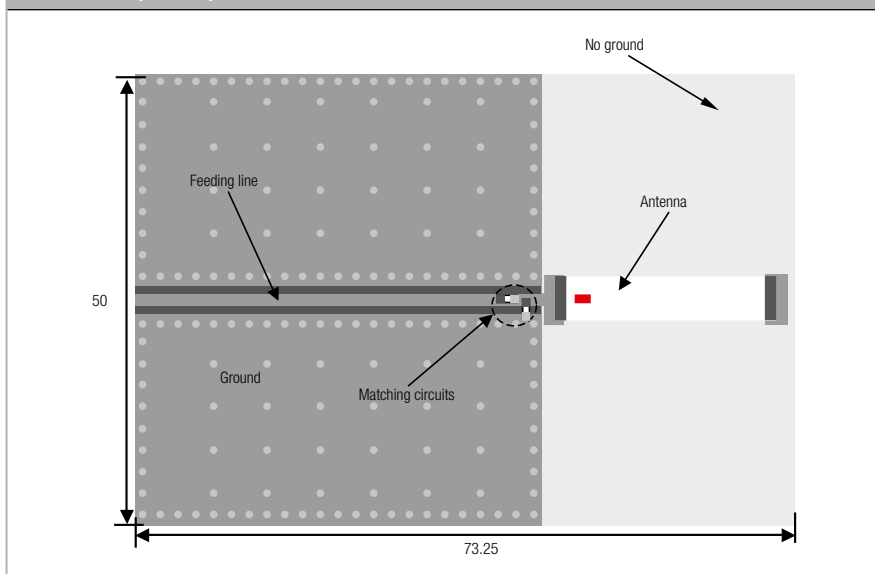 No ground
Feeding line
Antenna
50
Ground
Matching circuits
73.25